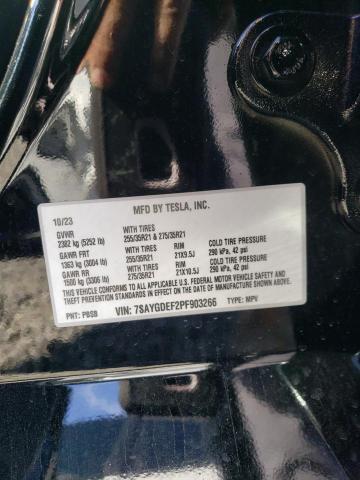 MFD BY TESLA, INC.
10/23
GVWR WITH TIRES
2382 kg (5252 lb) 255/35R21 & 275/35R21
GAWR FRT WITH TIRES RIM COLD TIRE PRESSURE
1363 kg (3004 lb) 255/35R21 21X9.5J 290 kPa, 42 psi
GAWR RR WITH TIRES RIM COLD TIRE PRESSURE
1500 kg (3306 lb) 275/35R21 21X10.5J 290 kPa, 42 psi
THIS VEHICLE CONFORMS TO ALL APPLICABLE U.S. FEDERAL MOTOR VEHICLE SAFETY
AND THEFT PREVENTION STANDARDS IN EFFECT ON THE DATE OF MANUFACTURE SHOWN ABOVE.
PNT: PBSB VIN: 7SAYGDEF2PF903266 TYPE: MPV